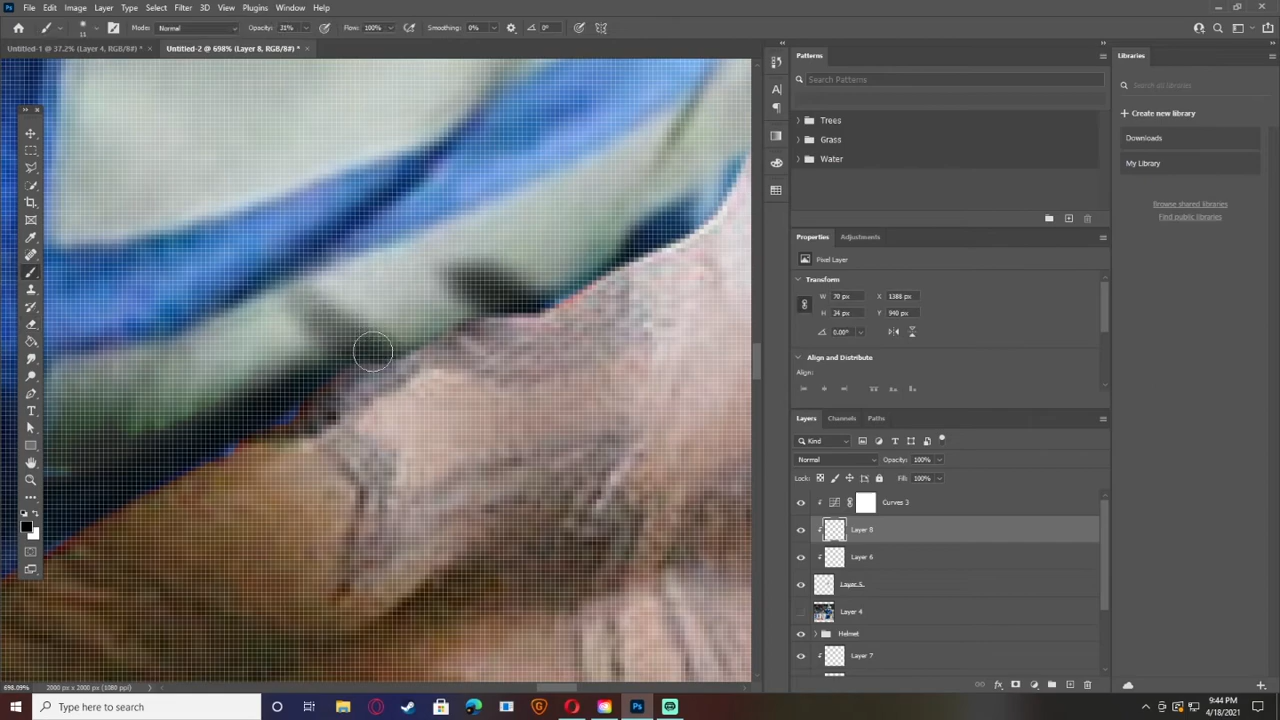 Ps File Edit Image Layer Type Select Filter 3D View Plugins Window Help
11 Mode: Normal Opacity: 31% Flow: 100% Smoothing: 0% 0°
Untitled-1 @ 37.2% (Layer 4, RGB/8#) * × Untitled-2 @ 698% (Layer 8, RGB/8#) * ×
Patterns
Search Patterns
Trees
Grass
Water
Libraries
Search all libraries
Create new library
Downloads
My Library
Browse shared libraries
Find public libraries
Properties Adjustments
Pixel Layer
Transform
W 70 px X 1388 px
H 34 px Y 940 px
0.00°
Align and Distribute
Align:
Layers Channels Paths
Kind
Normal Opacity: 100%
Lock: Fill: 100%
Curves 3
Layer 8
Layer 6
Layer 5
Layer 4
Helmet
Layer 7
698.09% 2000 px x 2000 px (1080 ppi)
Type here to search
9:44 PM
4/18/2021